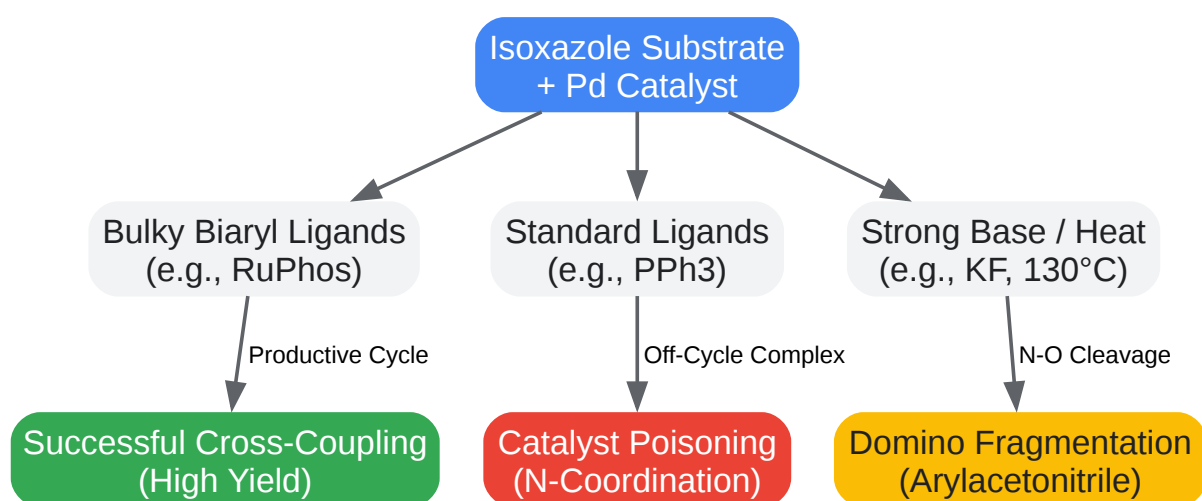 Isoxazole Substrate
+ Pd Catalyst
Bulky Biaryl Ligands
(e.g., RuPhos)
Standard Ligands
(e.g., PPh3)
Strong Base / Heat
(e.g., KF, 130°C)
Productive Cycle
Off-Cycle Complex
N-O Cleavage
Successful Cross-Coupling
(High Yield)
Catalyst Poisoning
(N-Coordination)
Domino Fragmentation
(Arylacetonitrile)